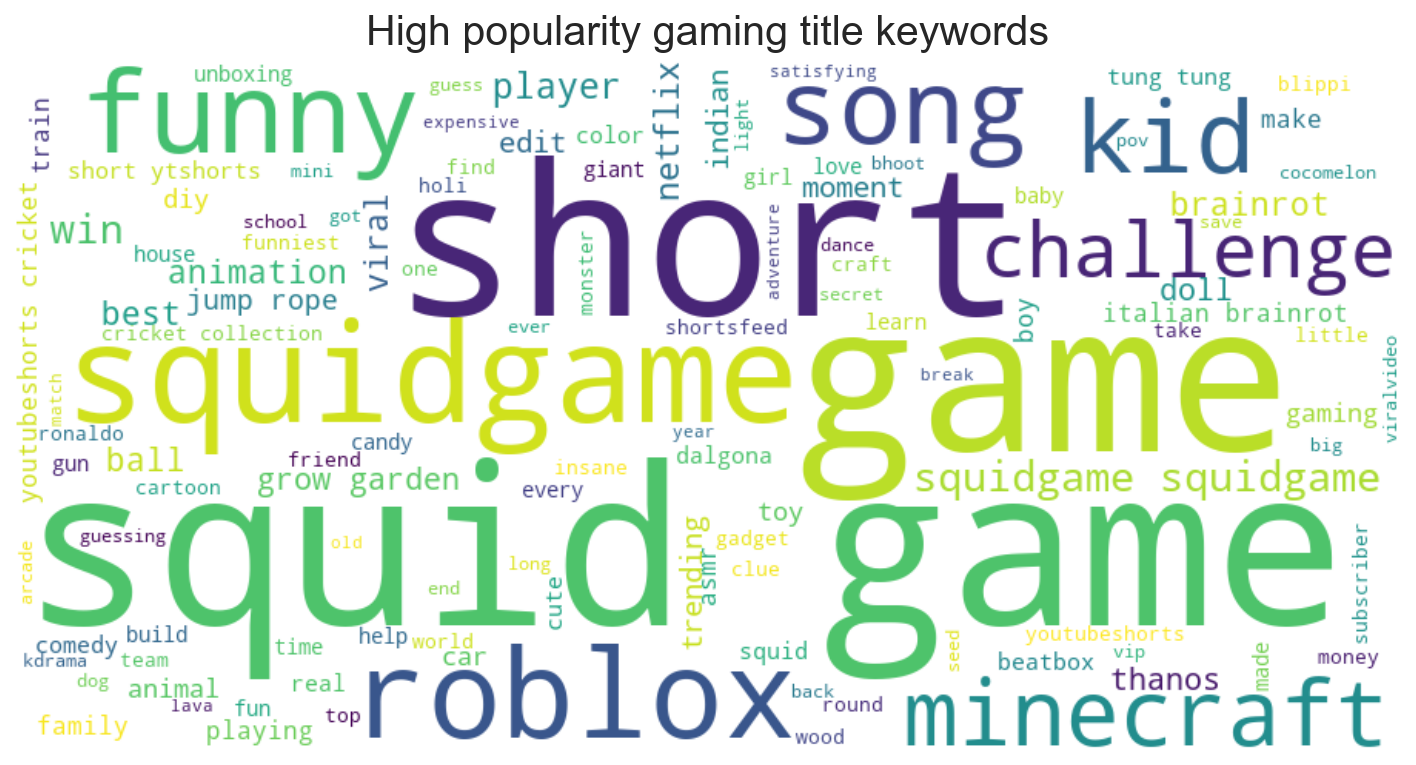 High popularity gaming title keywords
unboxing
funny
guess
player
netflix
satisfying
song
tung tung
blippi
train
expensive
edit
color
indian
light
kid
pov
make
short ytshorts
mini
find
giant
girl
love
bhoot
cocomelon
diy
holi
short
moment
baby
brainrot
win
school
got
viral
save
funniest
house
animation
one
monster
adventure
dance
craft
challenge
youtubeshorts cricket
best
jump rope
secret
doll
cricket collection
ever
shortsfeed
learn
boy
italian brainrot
take
little
squidgame
game
break
viralvideo
match
ronaldo
candy
year
gaming
big
gun
ball
friend
insane
dalgona
cartoon
grow garden
every
squidgame squidgame
squid game
guessing
old
toy
gadget
clue
arcade
end
long
cute
trending
asmr
subscriber
comedy
build
time
help
world
squid
seed
youtubeshorts
vip
beatbox
made
money
kdrama
team
car
dog
animal
real
roblox
back
thanos
lava
fun
top
round
minecraft
family
playing
wood